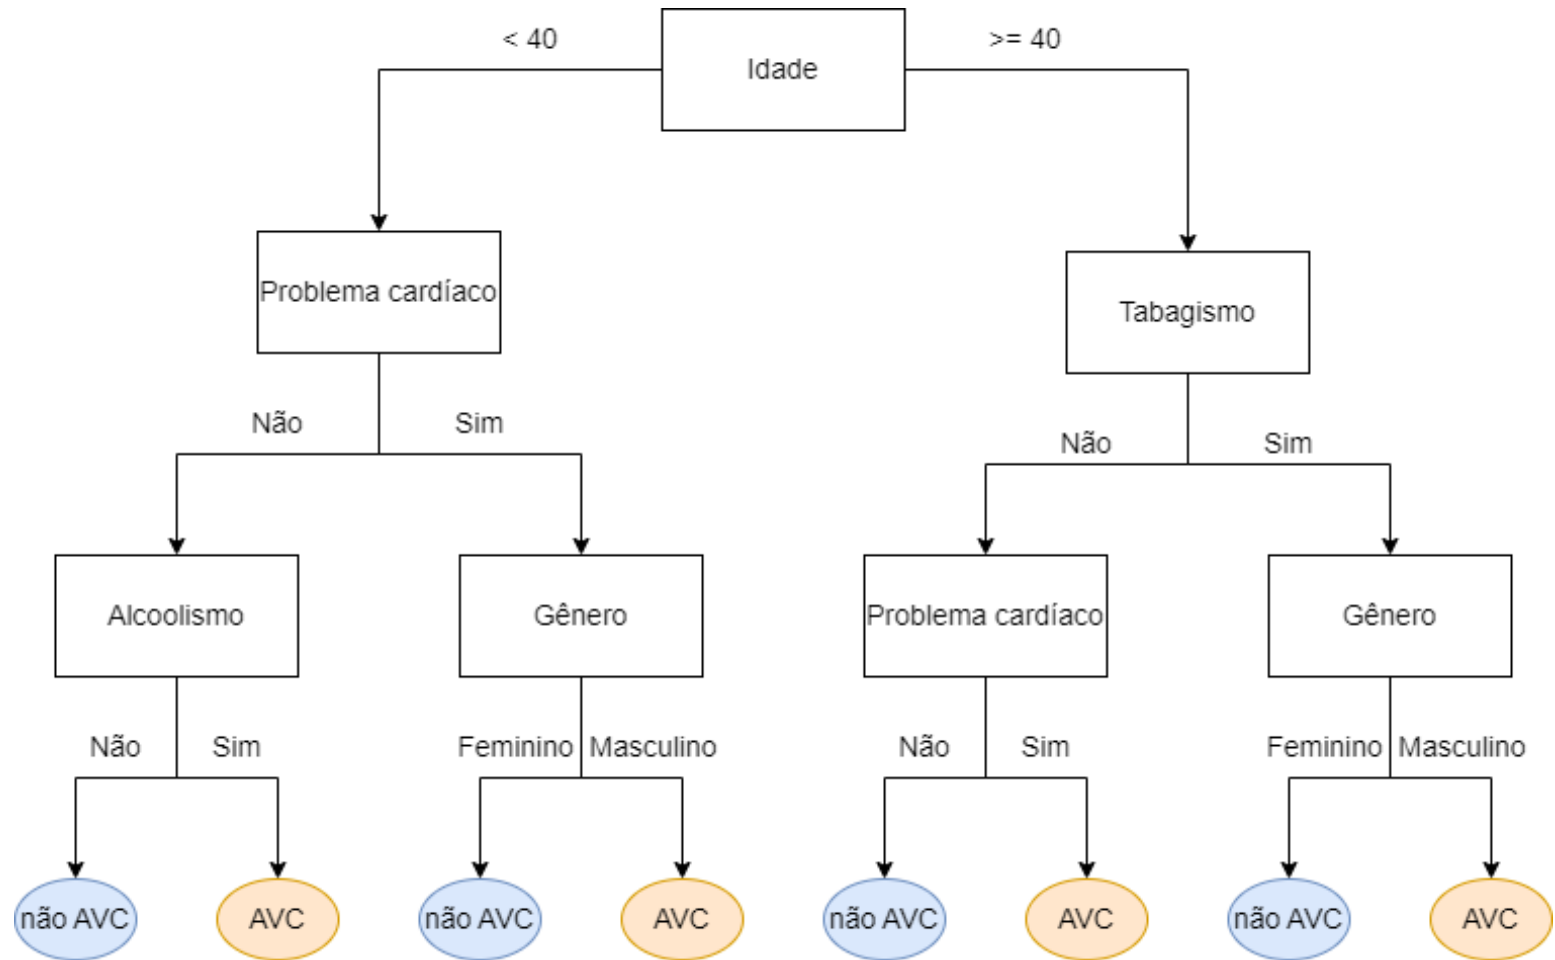 < 40
>= 40
Idade
Problema cardíaco
Tabagismo
Não
Sim
Não
Sim
Alcoolismo
Gênero
Problema cardíaco
Gênero
Não
Sim
Feminino
Masculino
Não
Sim
Feminino
Masculino
não AVC
AVC
não AVC
AVC
não AVC
AVC
não AVC
AVC